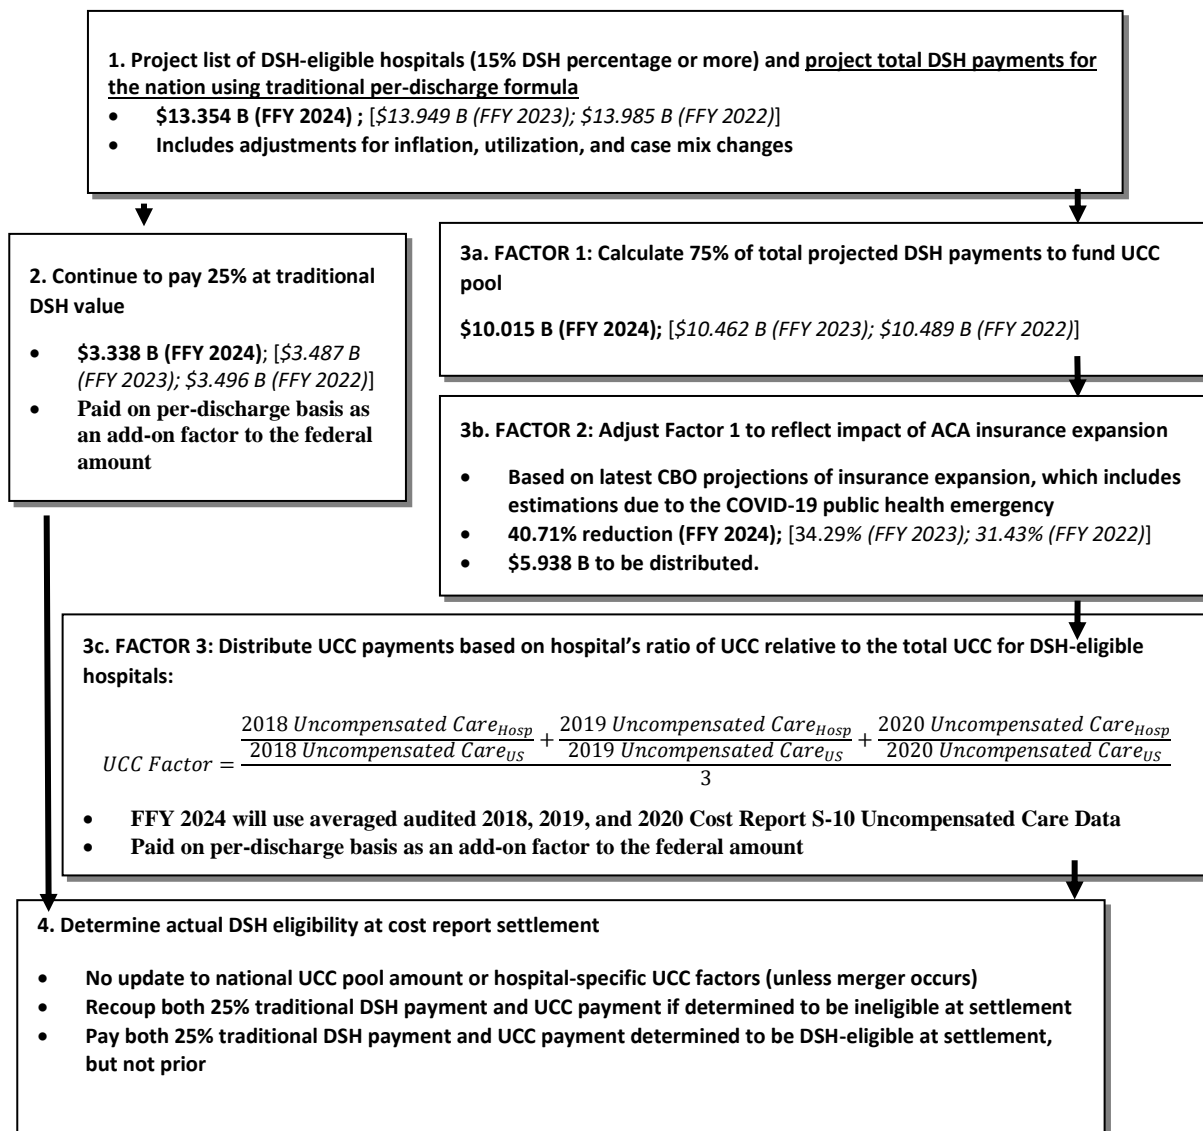 1. Project list of DSH-eligible hospitals (15% DSH percentage or more) and project total DSH payments for
the nation using traditional per-discharge formula
• $13.354 B (FFY 2024) ; [$13.949 B (FFY 2023); $13.985 B (FFY 2022)]
• Includes adjustments for inflation, utilization, and case mix changes
2. Continue to pay 25% at traditional
DSH value
• $3.338 B (FFY 2024); [$3.487 B
(FFY 2023); $3.496 B (FFY 2022)]
• Paid on per-discharge basis as
an add-on factor to the federal
amount
3a. FACTOR 1: Calculate 75% of total projected DSH payments to fund UCC
pool
$10.015 B (FFY 2024); [$10.462 B (FFY 2023); $10.489 B (FFY 2022)]
3b. FACTOR 2: Adjust Factor 1 to reflect impact of ACA insurance expansion
• Based on latest CBO projections of insurance expansion, which includes
estimations due to the COVID-19 public health emergency
• 40.71% reduction (FFY 2024); [34.29% (FFY 2023); 31.43% (FFY 2022)]
• $5.938 B to be distributed.
3c. FACTOR 3: Distribute UCC payments based on hospital's ratio of UCC relative to the total UCC for DSH-eligible
hospitals:
2018 Uncompensated Care_Hosp 2019 Uncompensated Care_Hosp 2020 Uncompensated Care_Hosp
UCC Factor = + +
2018 Uncompensated Care_US 2019 Uncompensated Care_US 2020 Uncompensated Care_US
3
• FFY 2024 will use averaged audited 2018, 2019, and 2020 Cost Report S-10 Uncompensated Care Data
• Paid on per-discharge basis as an add-on factor to the federal amount
4. Determine actual DSH eligibility at cost report settlement
• No update to national UCC pool amount or hospital-specific UCC factors (unless merger occurs)
• Recoup both 25% traditional DSH payment and UCC payment if determined to be ineligible at settlement
• Pay both 25% traditional DSH payment and UCC payment determined to be DSH-eligible at settlement,
but not prior